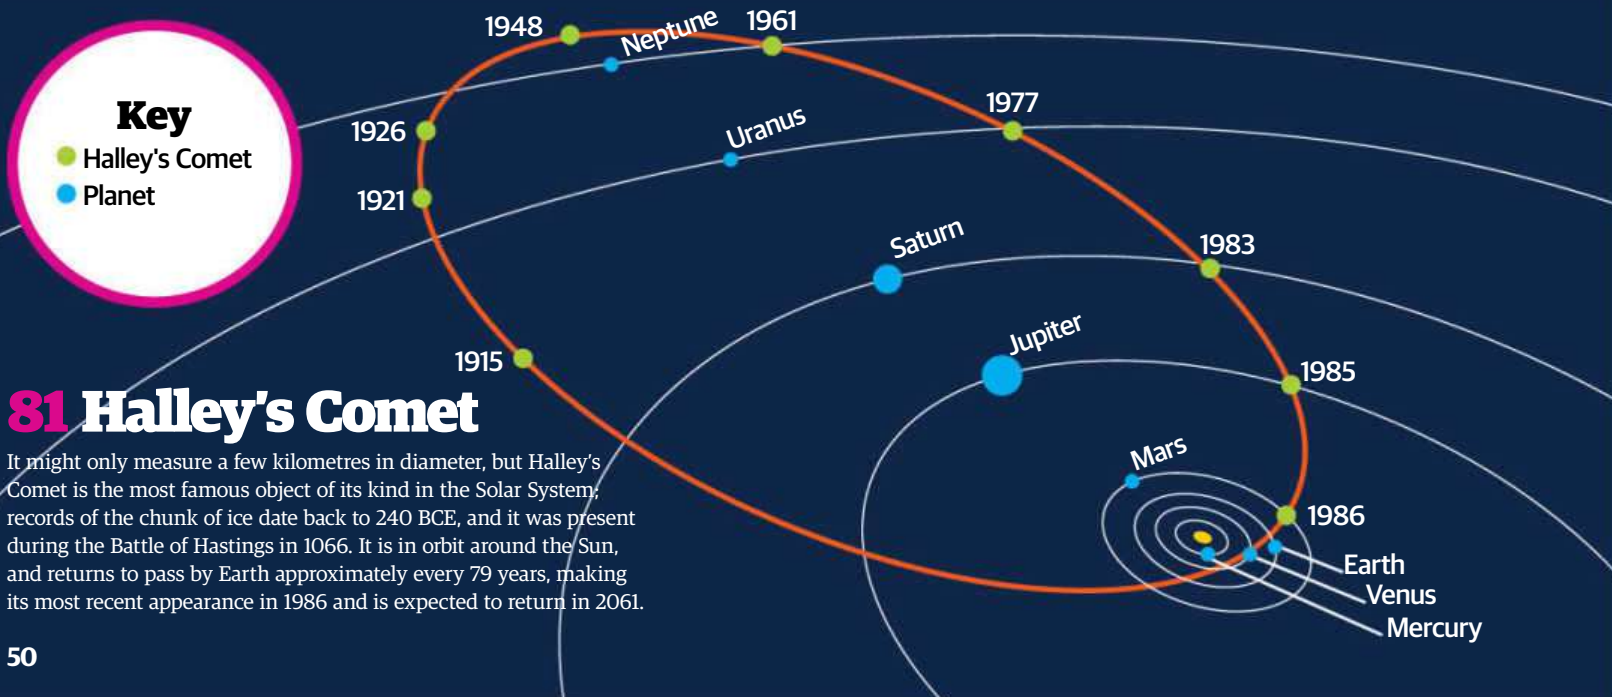 Key
Halley's Comet
Planet
1948
Neptune
1961
1926
Uranus
1977
1921
Saturn
1983
1915
Jupiter
1985
Mars
1986
Earth
Venus
Mercury
81 Halley's Comet
It might only measure a few kilometres in diameter, but Halley's
Comet is the most famous object of its kind in the Solar System;
records of the chunk of ice date back to 240 BCE, and it was present
during the Battle of Hastings in 1066. It is in orbit around the Sun,
and returns to pass by Earth approximately every 79 years, making
its most recent appearance in 1986 and is expected to return in 2061.
50